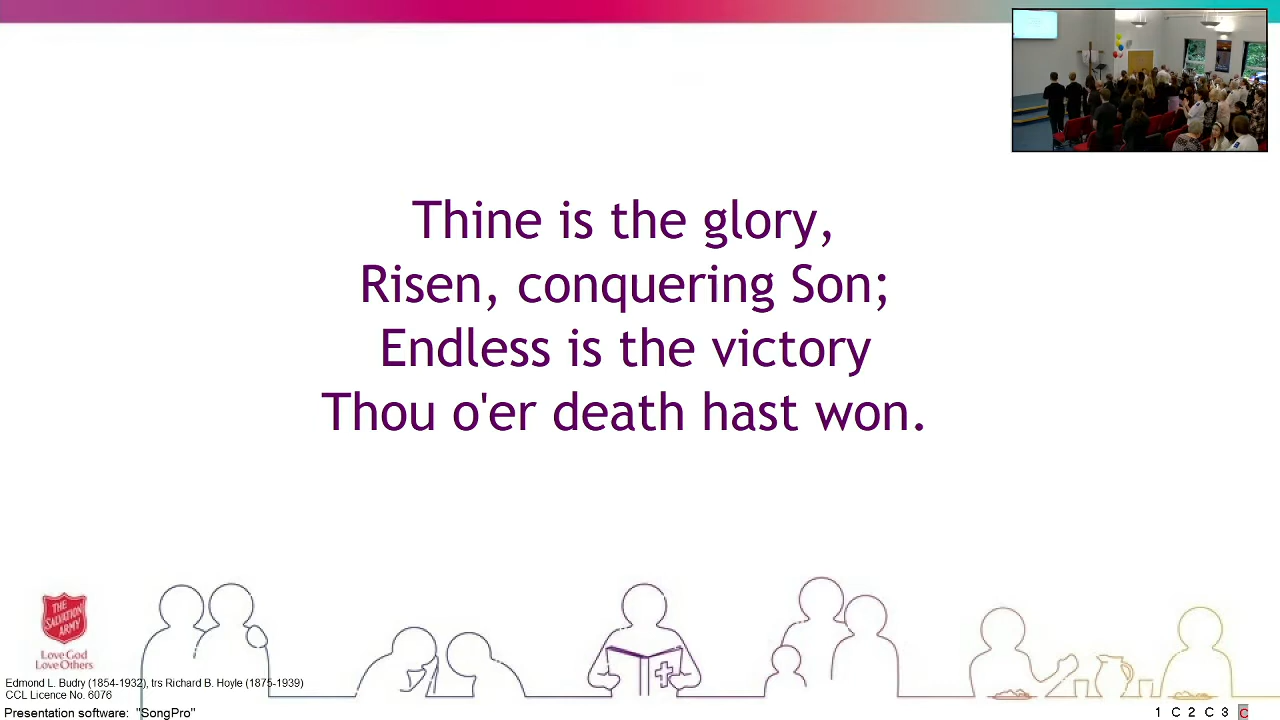 Thine is the glory,
Risen, conquering Son;
Endless is the victory
Thou o'er death hast won.
THE
SALVATION
ARMY
Love God
Love Others
Edmond L. Budry (1854-1932), trs Richard B. Hoyle (1875-1939)
CCL Licence No. 6076
Presentation software: "SongPro"
1 C 2 C 3 C